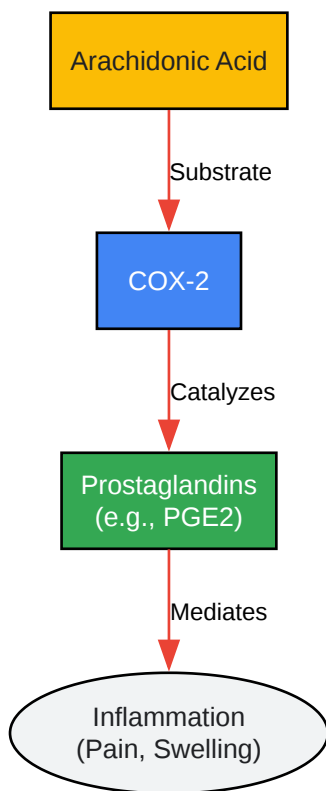 Arachidonic Acid
Substrate
COX-2
Catalyzes
Prostaglandins
(e.g., PGE2)
Mediates
Inflammation
(Pain, Swelling)